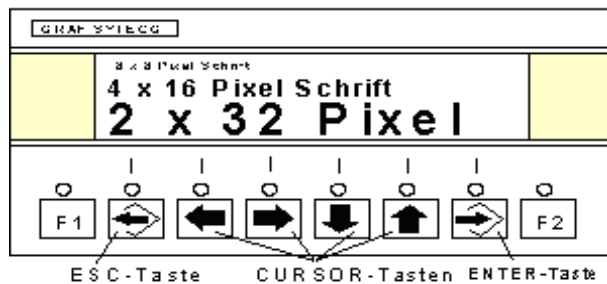 GRAF SYTECO
8 x 8 Pixel Schrift
4 x 16 Pixel Schrift
2 x 32 Pixel
F1 F2
ESC-Taste CURSOR-Tasten ENTER-Taste